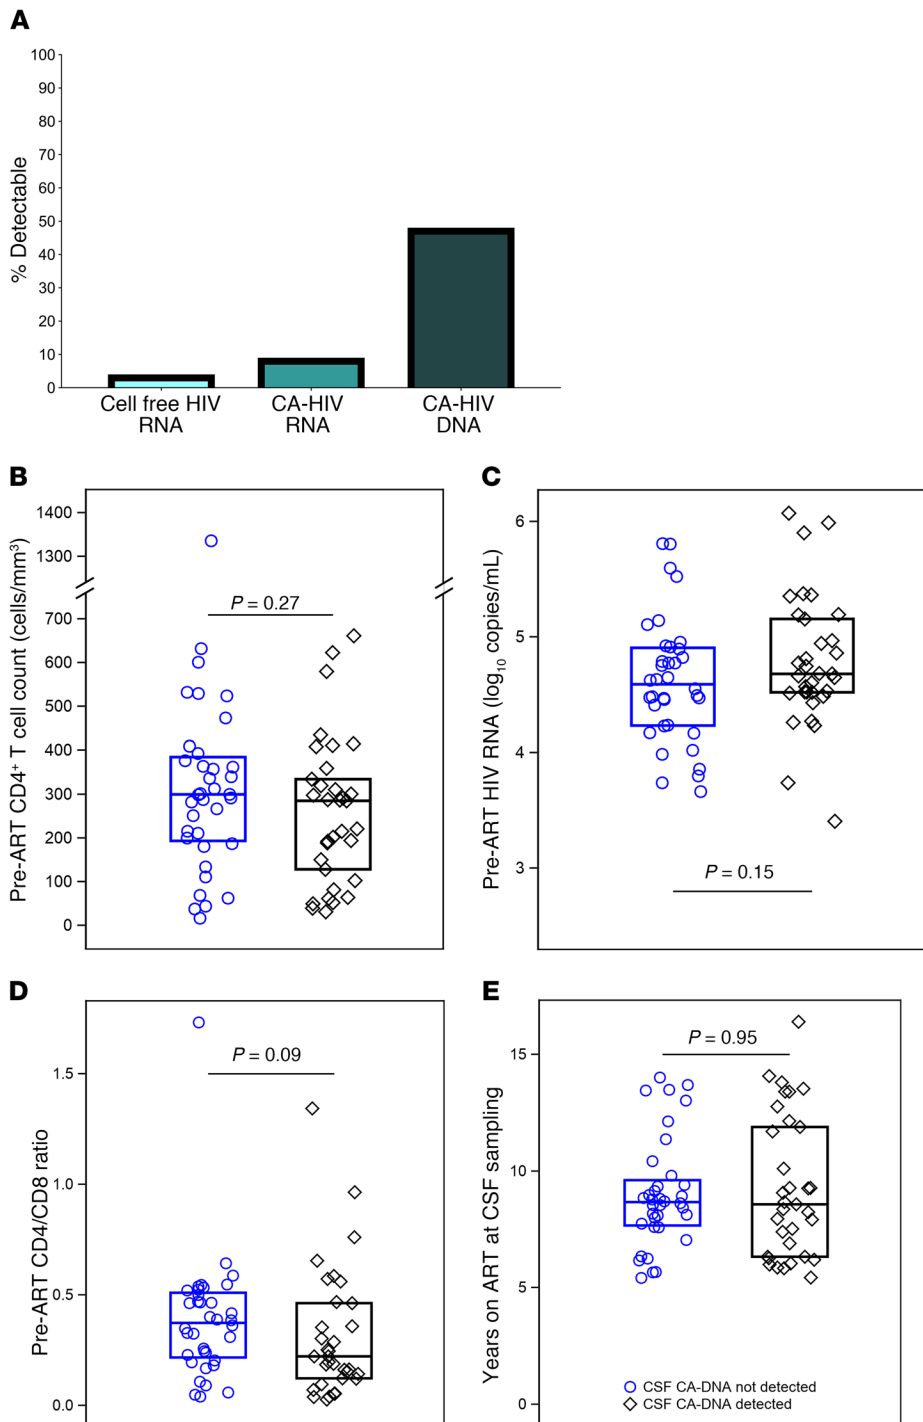 A
% Detectable
100
90
80
70
60
50
40
30
20
10
0
Cell free HIV
RNA
CA-HIV
RNA
CA-HIV
DNA
B
Pre-ART CD4⁺ T cell count (cells/mm³)
1400
1300
700
600
500
400
300
200
100
0
P = 0.27
C
Pre-ART HIV RNA (log₁₀ copies/mL)
6
5
4
3
P = 0.15
D
Pre-ART CD4/CD8 ratio
1.5
1.0
0.5
0.0
P = 0.09
E
Years on ART at CSF sampling
15
10
5
0
P = 0.95
CSF CA-DNA not detected
CSF CA-DNA detected